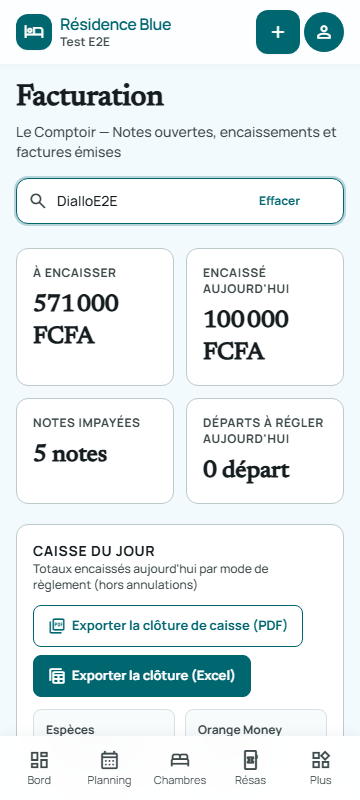 Résidence Blue
Test E2E
Facturation
Le Comptoir — Notes ouvertes, encaissements et
factures émises
DialloE2E
Effacer
À ENCAISSER
571 000
FCFA
ENCAISSÉ
AUJOURD'HUI
100 000
FCFA
NOTES IMPAYÉES
5 notes
DÉPARTS À RÉGLER
AUJOURD'HUI
0 départ
CAISSE DU JOUR
Totaux encaissés aujourd'hui par mode de
règlement (hors annulations)
PDF Exporter la clôture de caisse (PDF)
Exporter la clôture (Excel)
Espèces
Orange Money
Bord
Planning
Chambres
Résas
Plus